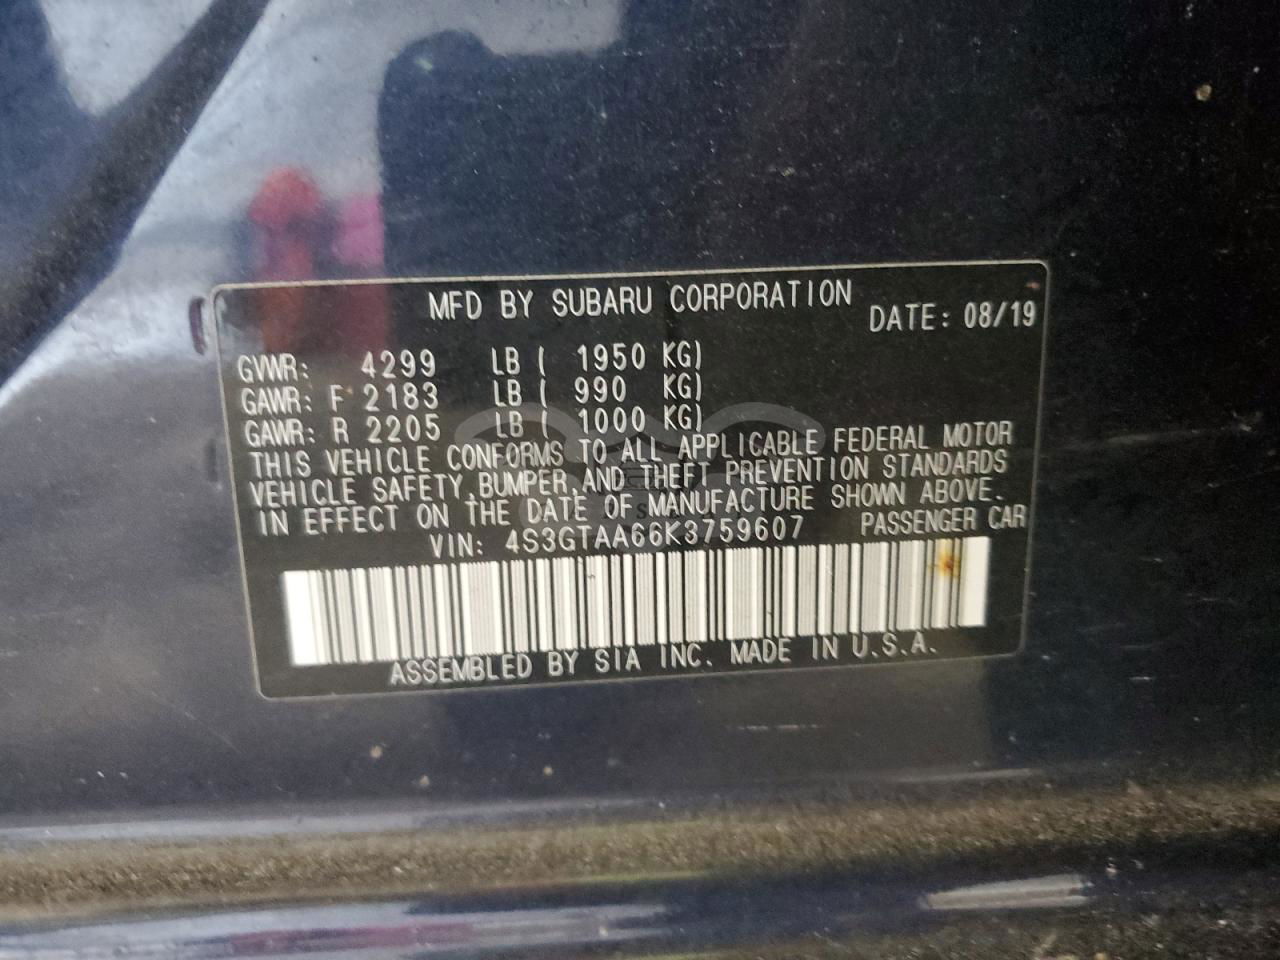 MFD BY SUBARU CORPORATION DATE: 08/19
GVWR: 4299 LB ( 1950 KG)
GAWR: F 2183 LB ( 990 KG)
GAWR: R 2205 LB ( 1000 KG)
THIS VEHICLE CONFORMS TO ALL APPLICABLE FEDERAL MOTOR
VEHICLE SAFETY, BUMPER, AND THEFT PREVENTION STANDARDS
IN EFFECT ON THE DATE OF MANUFACTURE SHOWN ABOVE.
VIN: 4S3GTAA66K3759607 PASSENGER CAR
ASSEMBLED BY SIA INC. MADE IN U.S.A.